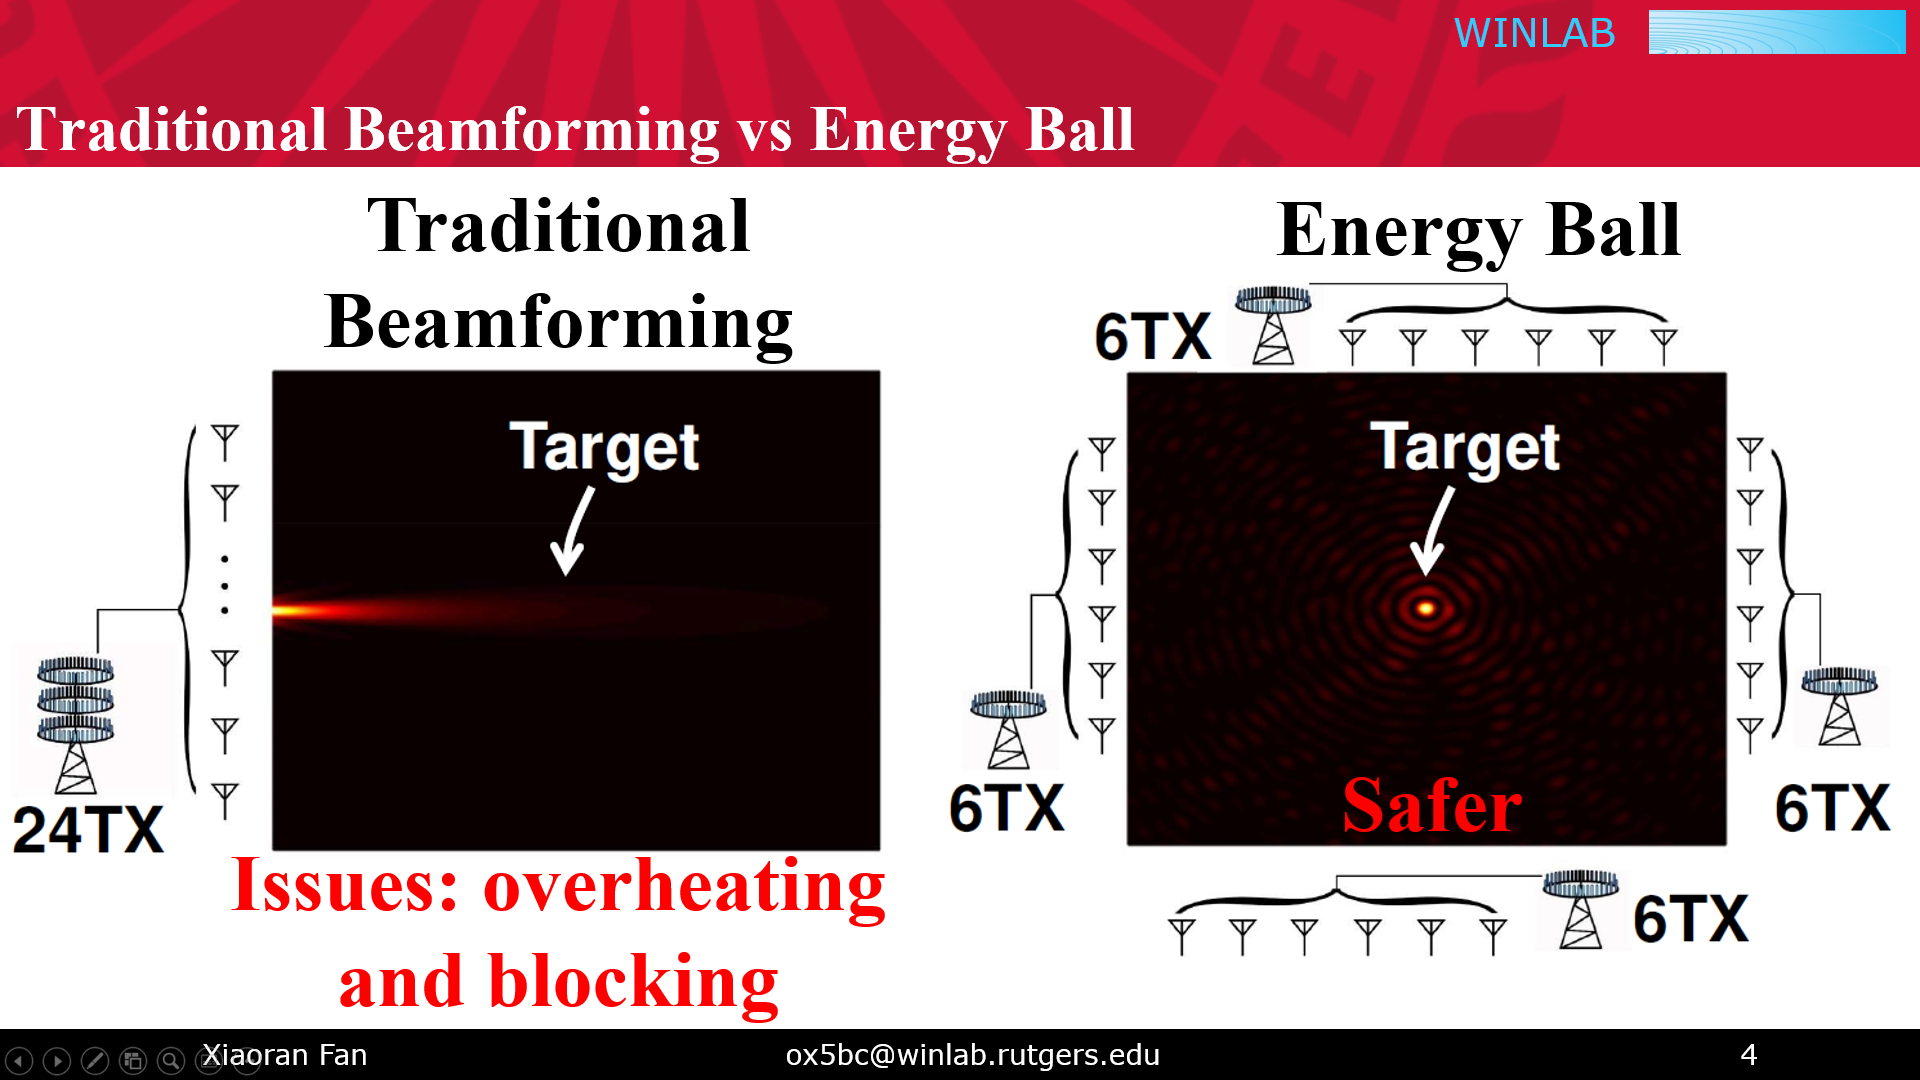 WINLAB
Traditional Beamforming vs Energy Ball
Traditional
Beamforming
Target
24TX
Issues: overheating
and blocking
Energy Ball
6TX
Target
6TX
6TX
Safer
6TX
Xiaoran Fan
ox5bc@winlab.rutgers.edu
4